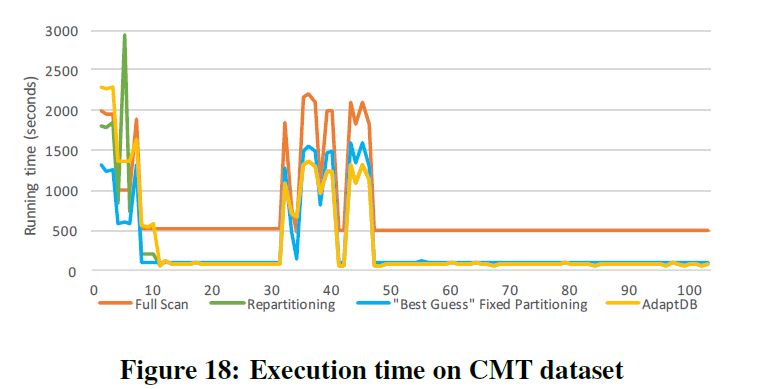 3000
2500
2000
1500
1000
500
0
Running time (seconds)
0 10 20 30 40 50 60 70 80 90 100
Full Scan Repartitioning "Best Guess" Fixed Partitioning AdaptDB
Figure 18: Execution time on CMT dataset